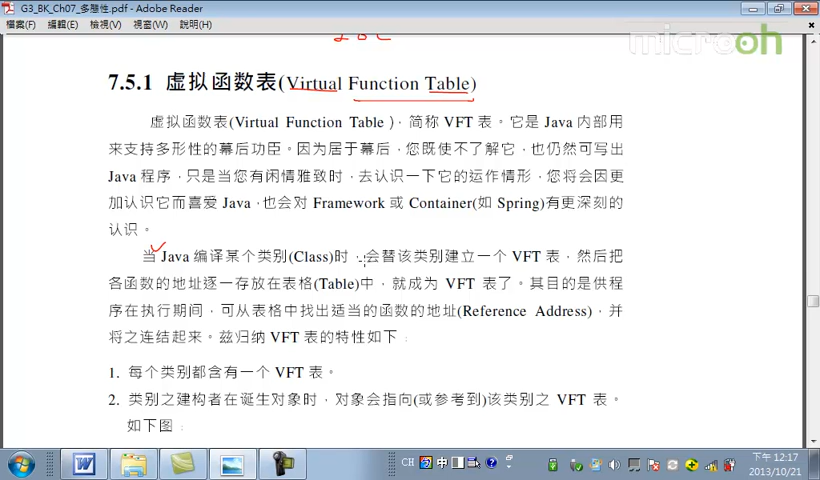 G3_BK_Ch07_多態性.pdf - Adobe Reader
檔案(F) 編輯(E) 檢視(V) 視窗(W) 說明(H)
microoh
7.5.1 虚拟函数表(Virtual Function Table)
虚拟函数表(Virtual Function Table )，简称 VFT 表。它是 Java 内部用
来支持多形性的幕后功臣。因为居于幕后，您既使不了解它，也仍然可写出
Java 程序，只是当您有闲情雅致时，去认识一下它的运作情形，您将会因更
加认识它而喜爱 Java，也会对 Framework 或 Container(如 Spring)有更深刻的
认识。
当 Java 编译某个类别(Class)时，会替该类别建立一个 VFT 表，然后把
各函数的地址逐一存放在表格(Table)中，就成为 VFT 表了。其目的是供程
序在执行期间，可从表格中找出适当的函数的地址(Reference Address)，并
将之连结起来。兹归纳 VFT 表的特性如下：
1. 每个类别都含有一个 VFT 表。
2. 类别之建构者在诞生对象时，对象会指向(或参考到)该类别之 VFT 表。
如下图：
CH 中
下午 12:17
2013/10/21